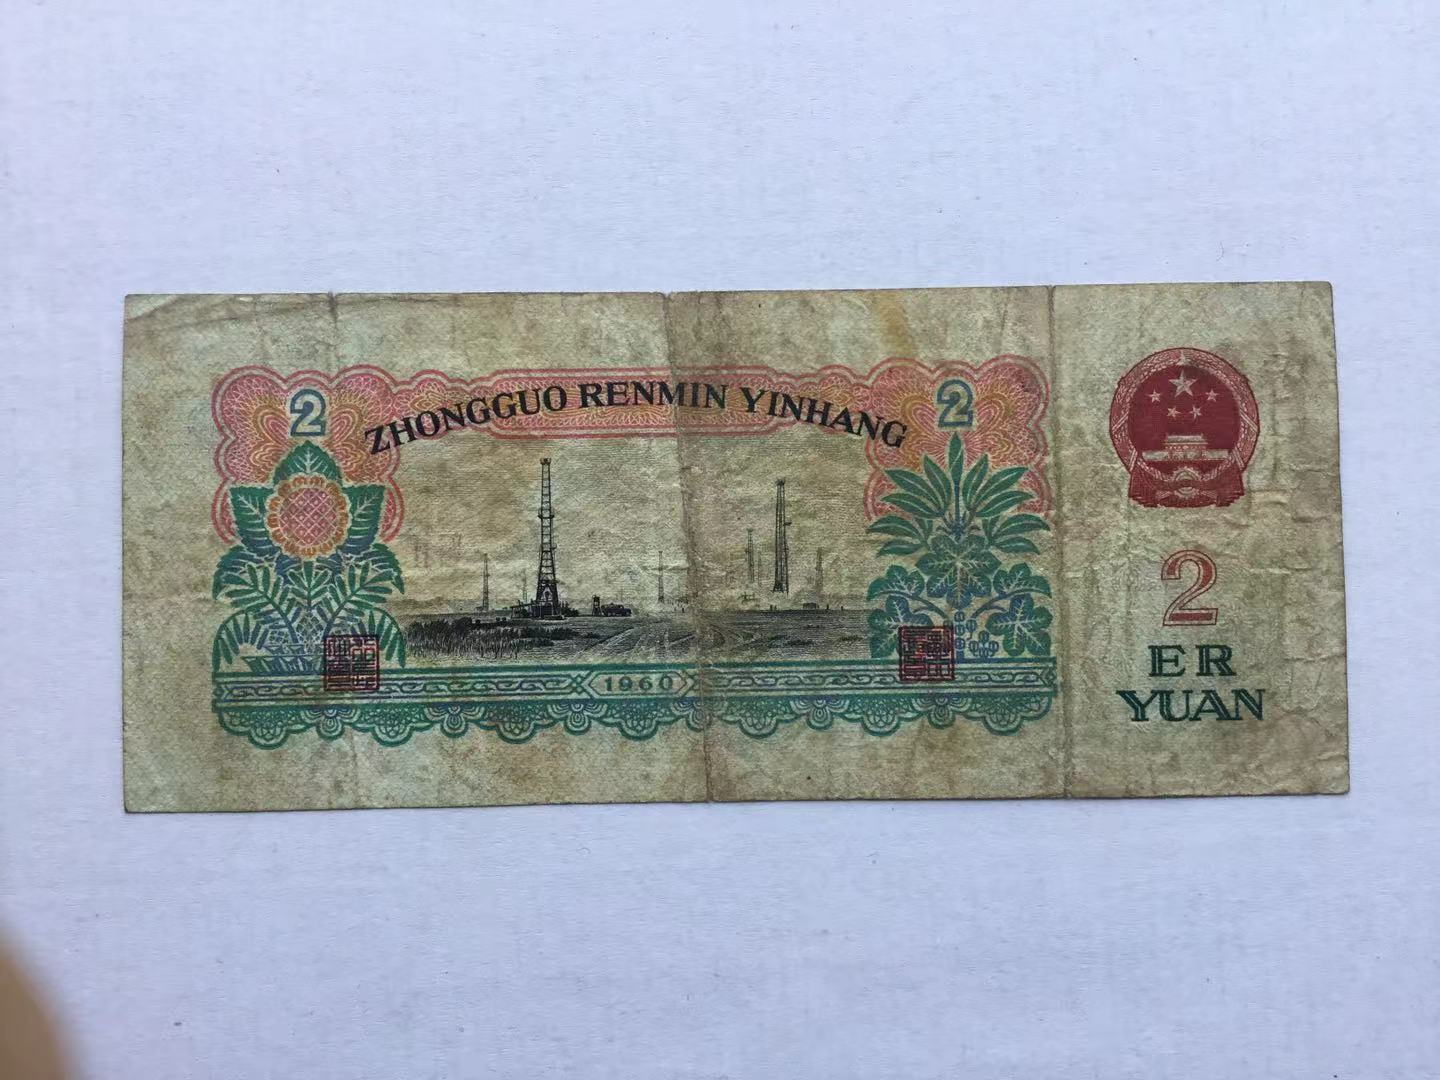 2
ZHONGGUO RENMIN YINHANG
2
1960
2
ER
YUAN